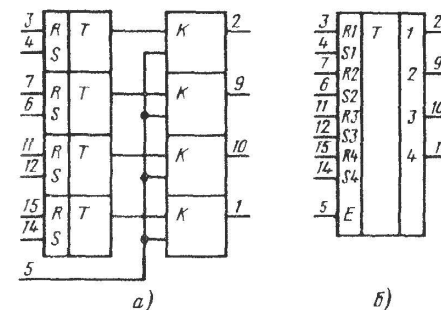 3 R T K 2
4 S
7 R T K 9
6 S
11 R T K 10
12 S
15 R T K 1
14 S
5
а)
3 R1 T 1 2
4 S1
7 R2 2 9
6 S2
11 R3 3 10
12 S3
15 R4 4 1
14 S4
5 E
б)